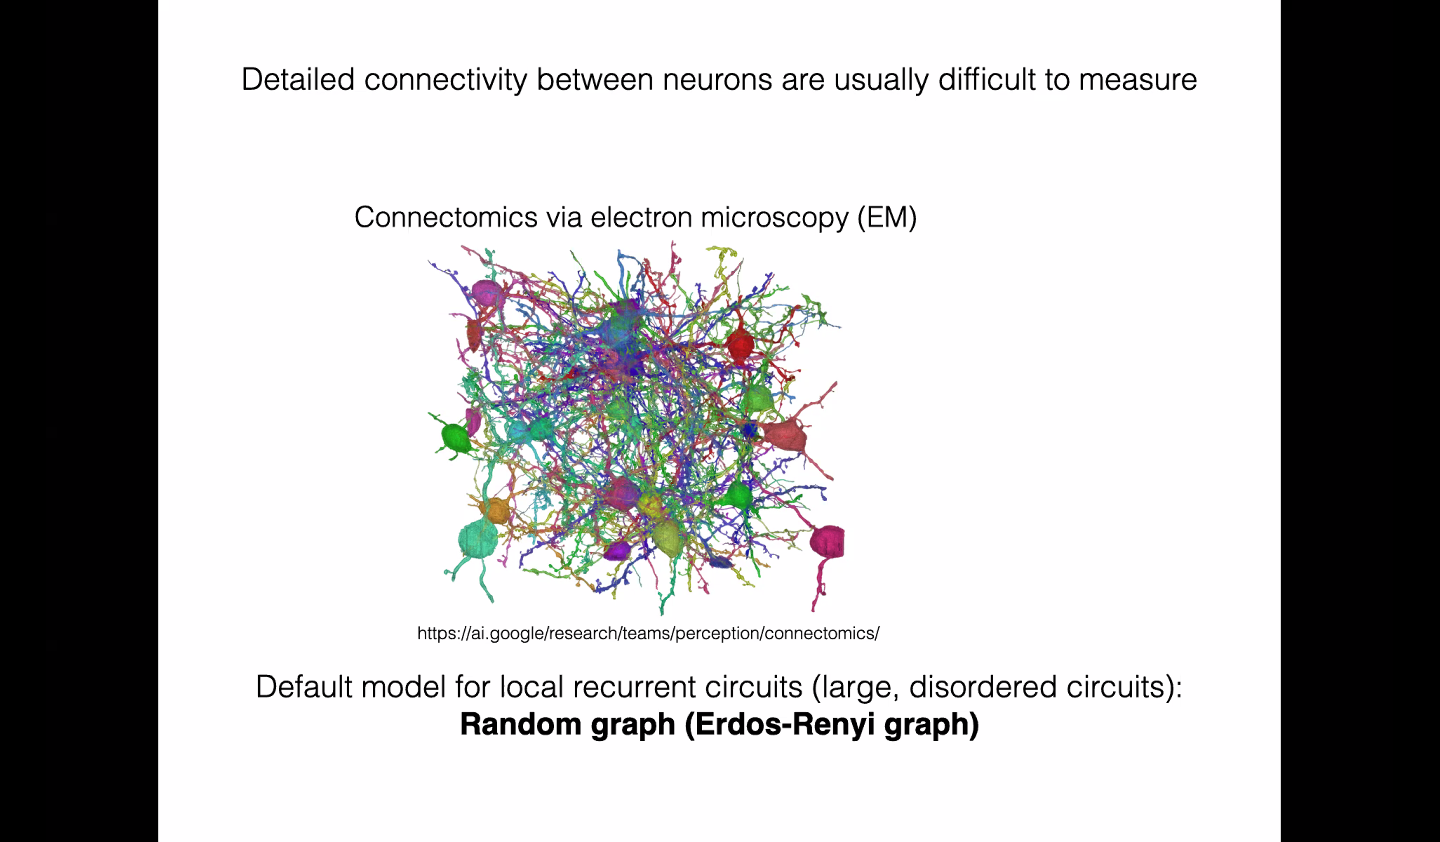 Detailed connectivity between neurons are usually difficult to measure
Connectomics via electron microscopy (EM)
https://ai.google/research/teams/perception/connectomics/
Default model for local recurrent circuits (large, disordered circuits):
Random graph (Erdos-Renyi graph)